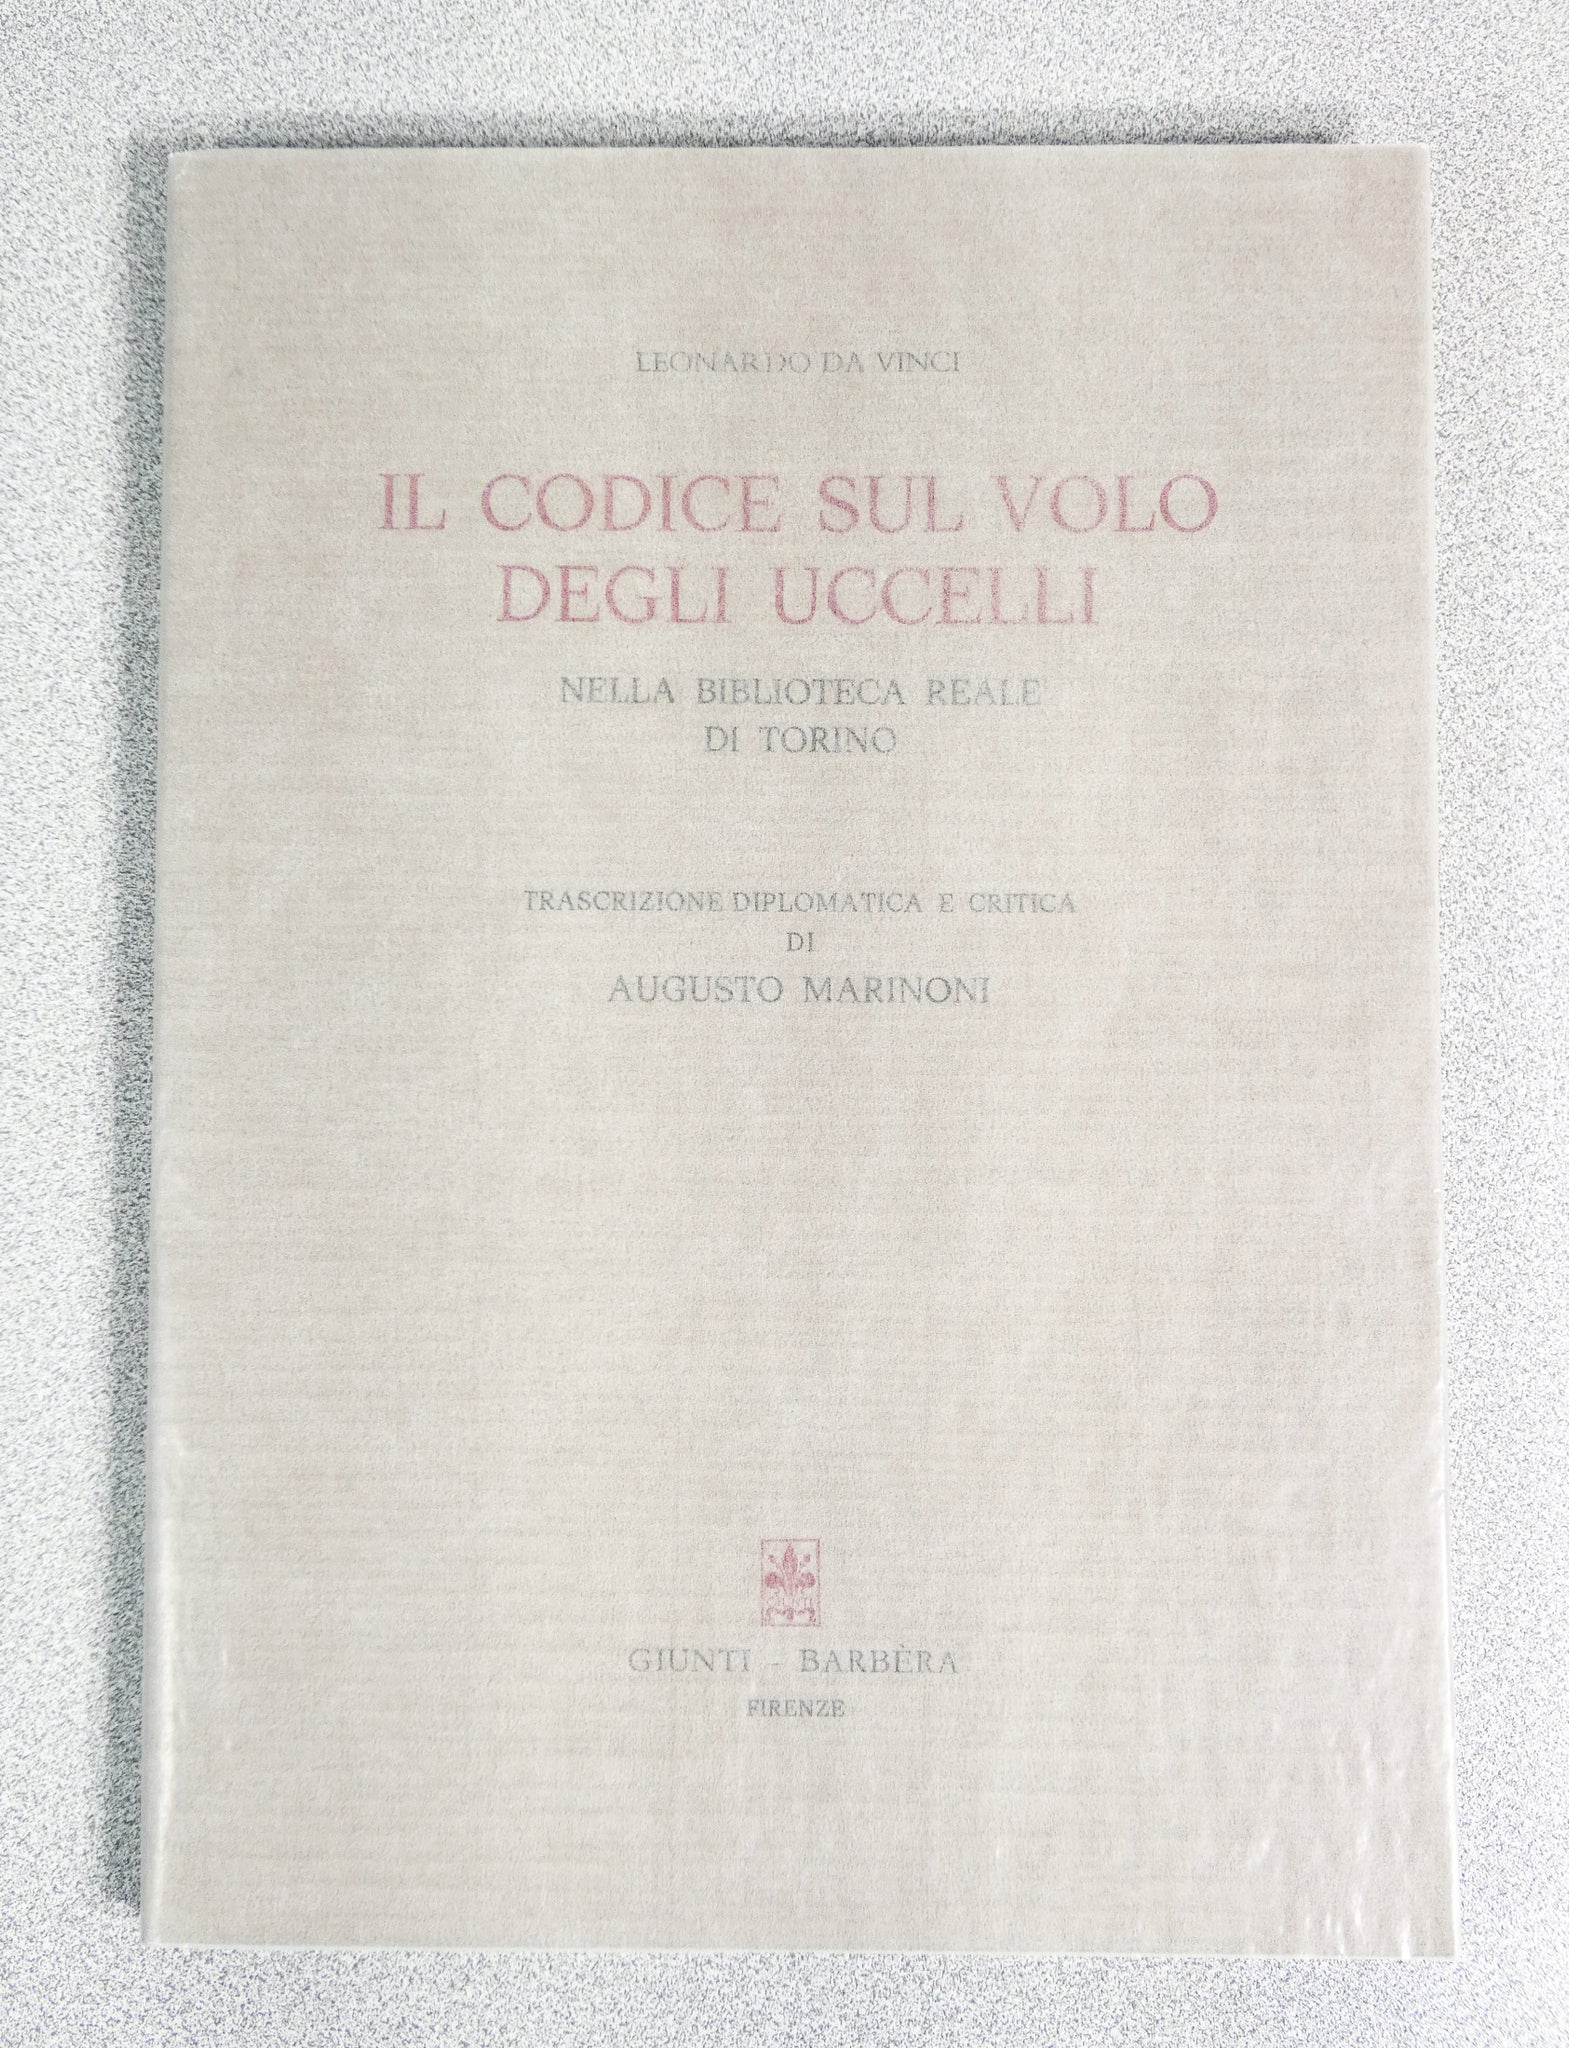 LEONARDO DA VINCI
IL CODICE SUL VOLO
DEGLI UCCELLI
NELLA BIBLIOTECA REALE
DI TORINO
TRASCRIZIONE DIPLOMATICA E CRITICA
DI
AUGUSTO MARINONI
GIUNTI - BARBÈRA
FIRENZE